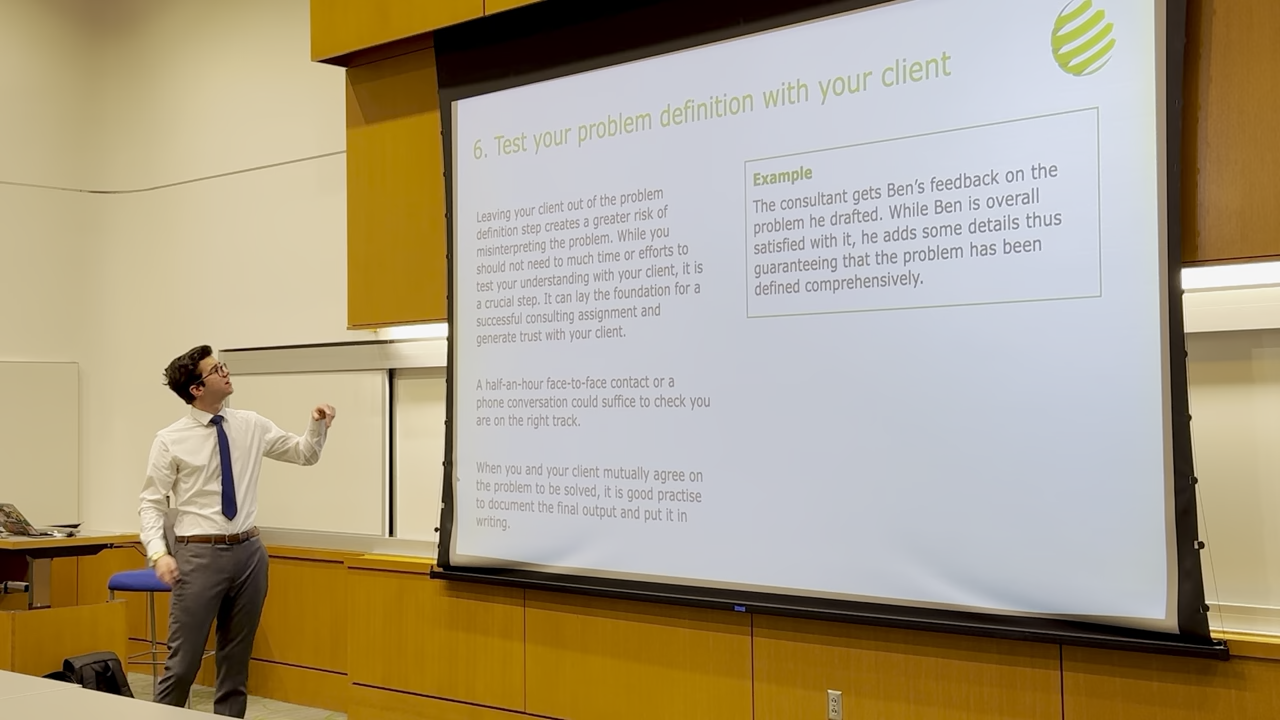 6. Test your problem definition with your client
Leaving your client out of the problem
definition step creates a greater risk of
misinterpreting the problem. While you
should not need to much time or efforts to
test your understanding with your client, it is
a crucial step. It can lay the foundation for a
successful consulting assignment and
generate trust with your client.
A half-an-hour face-to-face contact or a
phone conversation could suffice to check you
are on the right track.
When you and your client mutually agree on
the problem to be solved, it is good practise
to document the final output and put it in
writing.
Example
The consultant gets Ben’s feedback on the
problem he drafted. While Ben is overall
satisfied with it, he adds some details thus
guaranteeing that the problem has been
defined comprehensively.